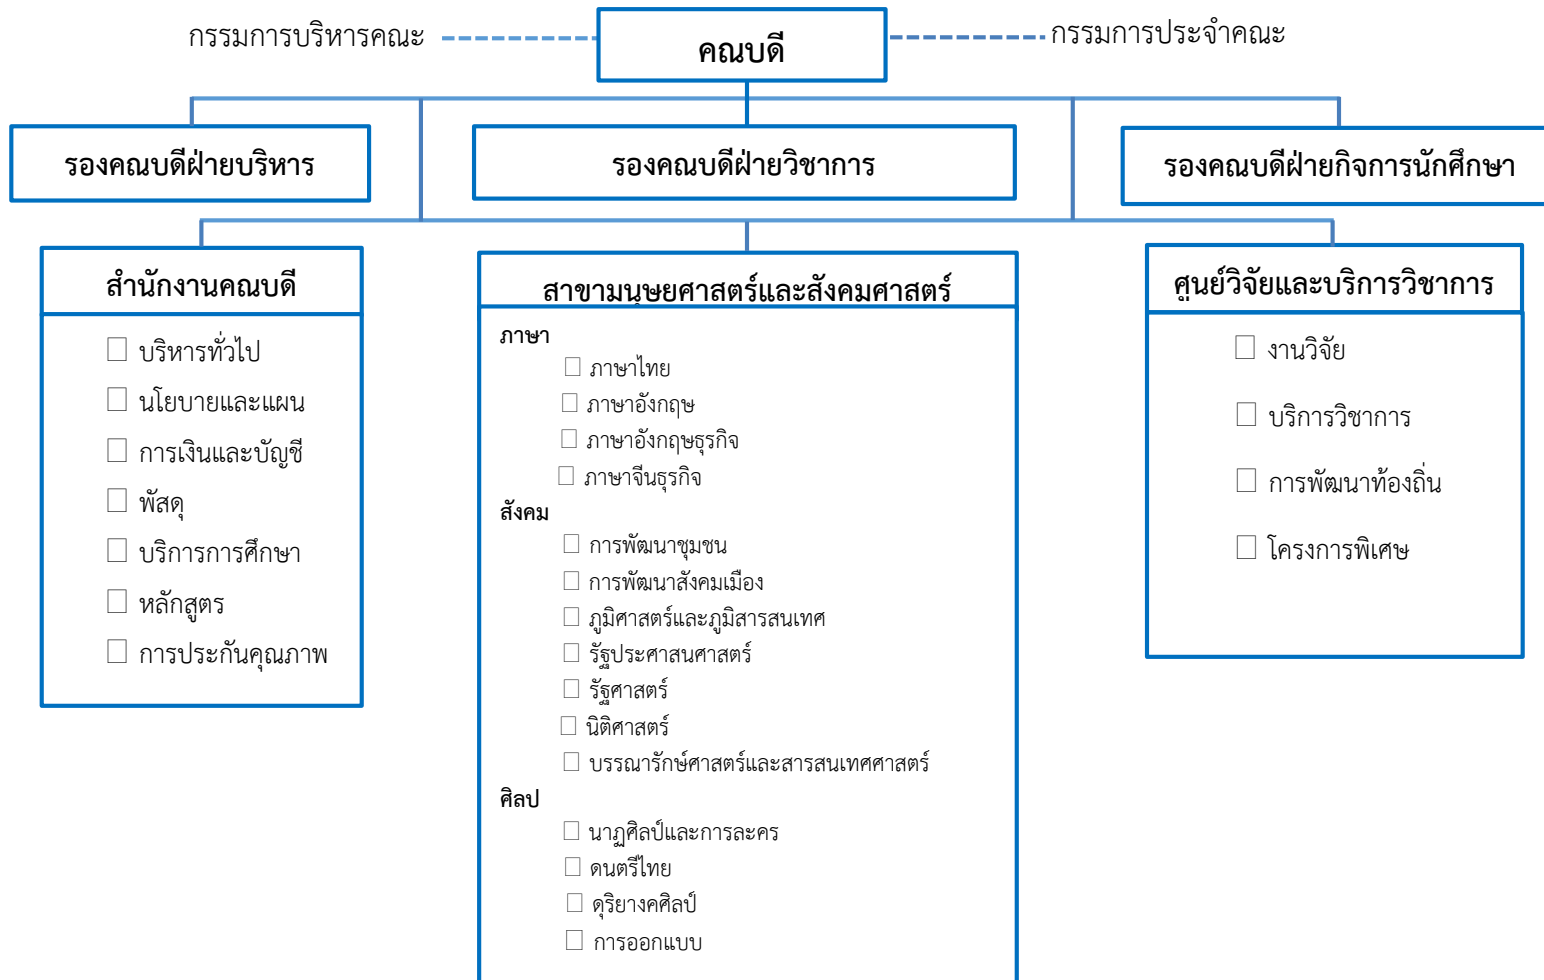 กรรมการบริหารคณะ
คณบดี
กรรมการประจำคณะ
รองคณบดีฝ่ายบริหาร
รองคณบดีฝ่ายวิชาการ
รองคณบดีฝ่ายกิจการนักศึกษา
สำนักงานคณบดี
บริหารทั่วไป
นโยบายและแผน
การเงินและบัญชี
พัสดุ
บริการการศึกษา
หลักสูตร
การประกันคุณภาพ
สาขามนุษยศาสตร์และสังคมศาสตร์
ภาษา
ภาษาไทย
ภาษาอังกฤษ
ภาษาอังกฤษธุรกิจ
ภาษาจีนธุรกิจ
สังคม
การพัฒนาชุมชน
การพัฒนาสังคมเมือง
ภูมิศาสตร์และภูมิสารสนเทศ
รัฐประศาสนศาสตร์
รัฐศาสตร์
นิติศาสตร์
บรรณารักษ์ศาสตร์และสารสนเทศศาสตร์
ศิลป
นาฏศิลป์และการละคร
ดนตรีไทย
ดุริยางคศิลป์
การออกแบบ
ศูนย์วิจัยและบริการวิชาการ
งานวิจัย
บริการวิชาการ
การพัฒนาท้องถิ่น
โครงการพิเศษ